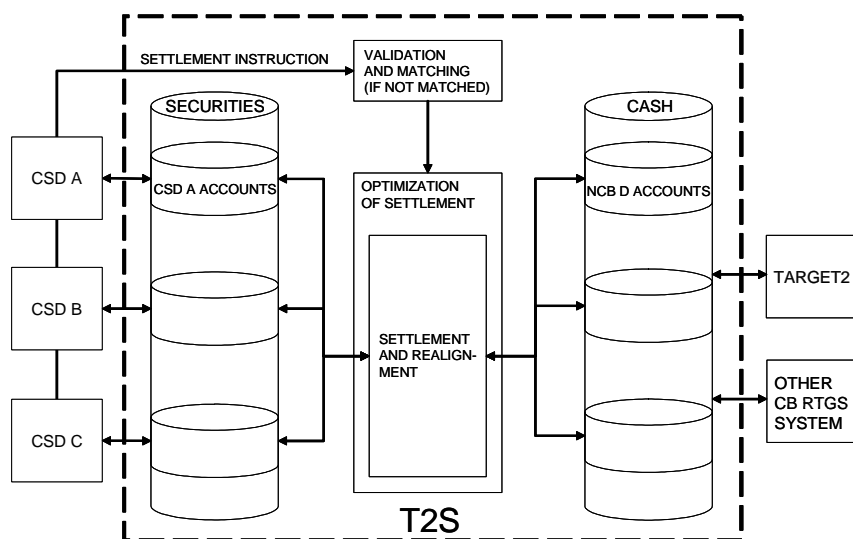 SETTLEMENT INSTRUCTION
VALIDATION
AND MATCHING
(IF NOT MATCHED)
SECURITIES
CASH
CSD A
CSD A ACCOUNTS
OPTIMIZATION
OF SETTLEMENT
NCB D ACCOUNTS
TARGET2
CSD B
SETTLEMENT
AND REALIGN-
MENT
OTHER
CB RTGS
SYSTEM
CSD C
T2S